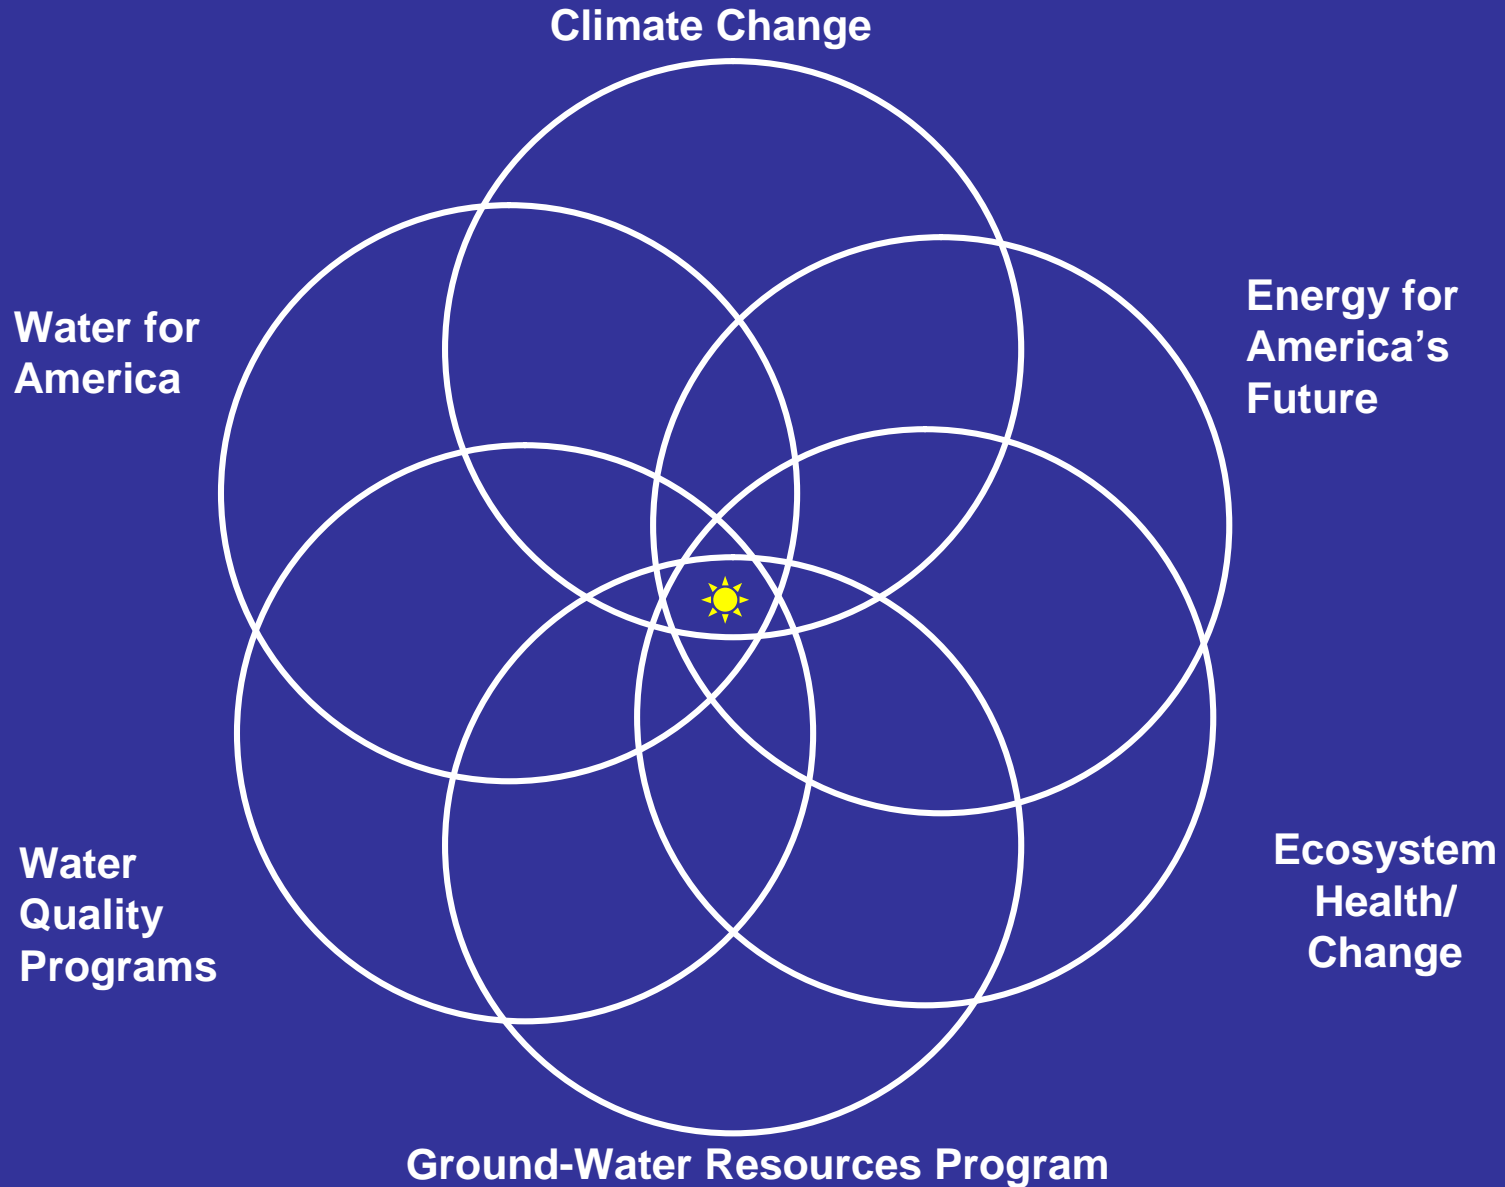 Climate Change
Water for
America
Energy for
America’s
Future
Water
Quality
Programs
Ecosystem
Health/
Change
Ground-Water Resources Program